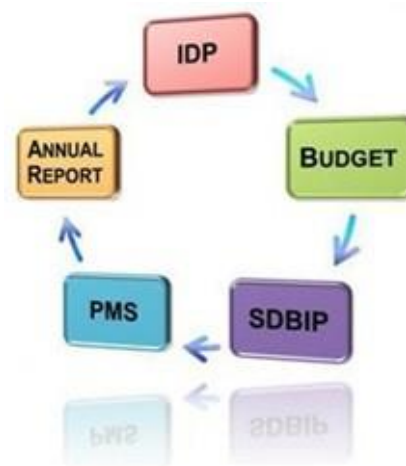 IDP
BUDGET
SDBIP
PMS
ANNUAL
REPORT